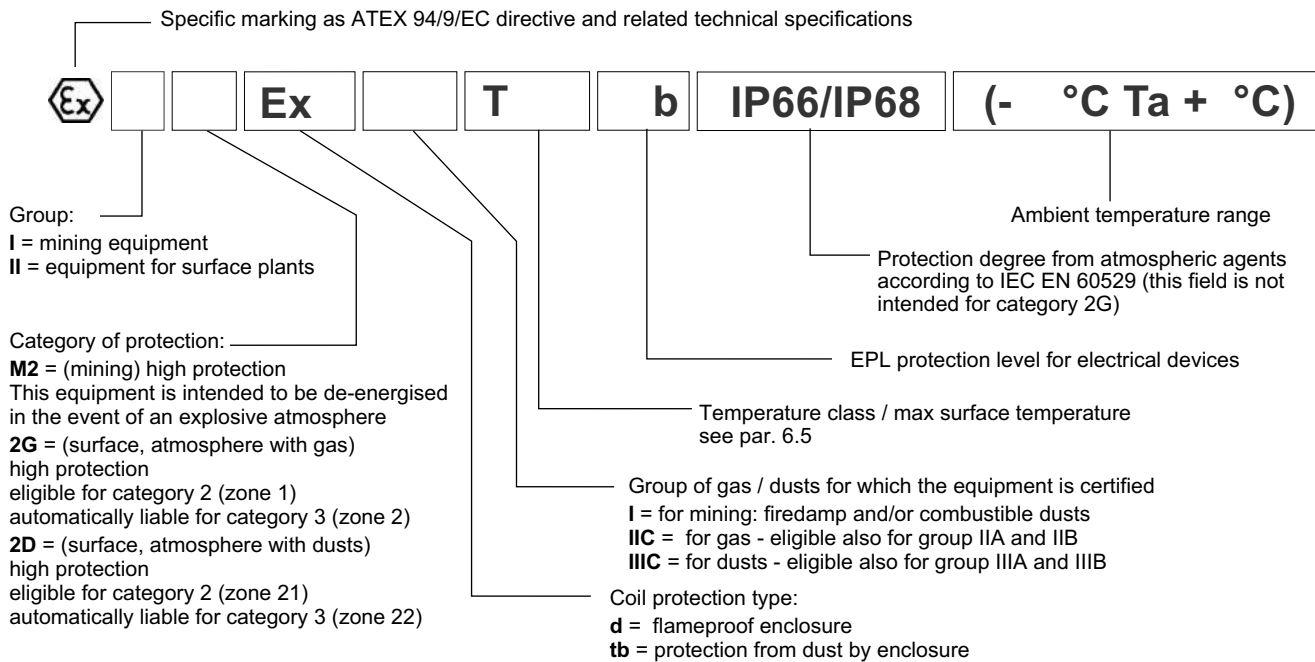 Specific marking as ATEX 94/9/EC directive and related technical specifications
Ex Ex T b IP66/IP68 (- °C Ta + °C)
Group:
I = mining equipment
II = equipment for surface plants
Ambient temperature range
Protection degree from atmospheric agents
according to IEC EN 60529 (this field is not
intended for category 2G)
Category of protection:
M2 = (mining) high protection
This equipment is intended to be de-energised
in the event of an explosive atmosphere
2G = (surface, atmosphere with gas)
high protection
eligible for category 2 (zone 1)
automatically liable for category 3 (zone 2)
2D = (surface, atmosphere with dusts)
high protection
eligible for category 2 (zone 21)
automatically liable for category 3 (zone 22)
EPL protection level for electrical devices
Temperature class / max surface temperature
see par. 6.5
Group of gas / dusts for which the equipment is certified
I = for mining: firedamp and/or combustible dusts
IIC = for gas - eligible also for group IIA and IIB
IIIC = for dusts - eligible also for group IIIA and IIIB
Coil protection type:
d = flameproof enclosure
tb = protection from dust by enclosure